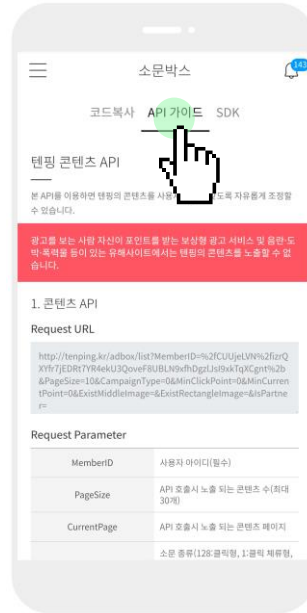 소문박스
143
코드복사 API 가이드 SDK
텐핑 콘텐츠 API
본 API를 이용하면 텐핑의 콘텐츠를 사용 도록 자유롭게 조정할
수 있습니다.
광고를 보는 사람 자신이 포인트를 받는 보상형 광고 서비스 및 음란·도
박·폭력물 등이 있는 유해사이트에서는 텐핑의 콘텐츠를 노출할 수 없
습니다.
1. 콘텐츠 API
Request URL
http://tenping.kr/adbox/list?MemberID=%2fCUUjeLVN%2fizrQ
XYfr7jEDRt7YR4ekU3QoveF8UBLN9xfhDgzlJsI9xkTqXCgnt%2b
&PageSize=10&CampaignType=0&MinClickPoint=0&MinCurren
tPoint=0&ExistMiddleImage=&ExistRectangleImage=&IsPartne
r=
Request Parameter
MemberID 사용자 아이디(필수)
PageSize API 호출시 노출 되는 콘텐츠 수(최대
30개)
CurrentPage API 호출시 노출 되는 콘텐츠 페이지
소문 종류(128:클릭형, 1:클릭 체류형,